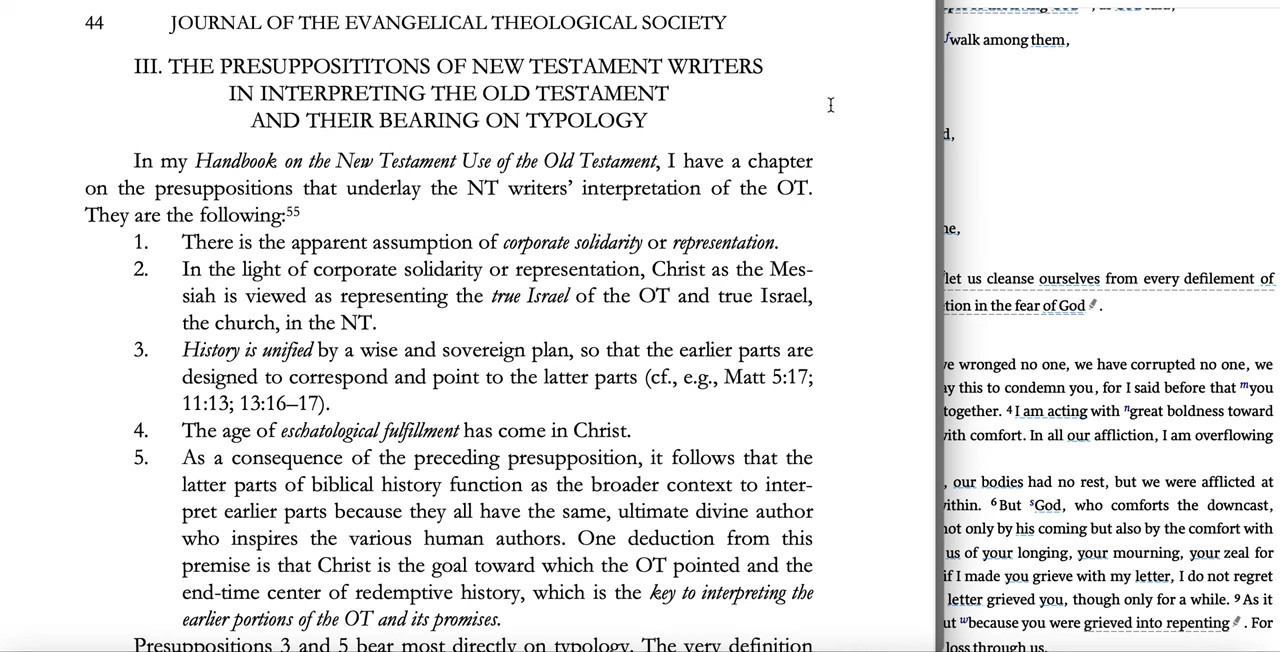 44 JOURNAL OF THE EVANGELICAL THEOLOGICAL SOCIETY
III. THE PRESUPPOSITITONS OF NEW TESTAMENT WRITERS
IN INTERPRETING THE OLD TESTAMENT
AND THEIR BEARING ON TYPOLOGY
In my Handbook on the New Testament Use of the Old Testament, I have a chapter
on the presuppositions that underlay the NT writers’ interpretation of the OT.
They are the following:55
1. There is the apparent assumption of corporate solidarity or representation.
2. In the light of corporate solidarity or representation, Christ as the Mes-
siah is viewed as representing the true Israel of the OT and true Israel,
the church, in the NT.
3. History is unified by a wise and sovereign plan, so that the earlier parts are
designed to correspond and point to the latter parts (cf., e.g., Matt 5:17;
11:13; 13:16–17).
4. The age of eschatological fulfillment has come in Christ.
5. As a consequence of the preceding presupposition, it follows that the
latter parts of biblical history function as the broader context to inter-
pret earlier parts because they all have the same, ultimate divine author
who inspires the various human authors. One deduction from this
premise is that Christ is the goal toward which the OT pointed and the
end-time center of redemptive history, which is the key to interpreting the
earlier portions of the OT and its promises.
Presuppositions 3 and 5 bear most directly on typology. The very definition
f walk among them,
d,
let us cleanse ourselves from every defilement of
tion in the fear of God .
wronged no one, we have corrupted no one, we
say this to condemn you, for I said before that m you
together. 4 I am acting with n great boldness toward
with comfort. In all our affliction, I am overflowing
, our bodies had no rest, but we were afflicted at
within. 6 But s God, who comforts the downcast,
not only by his coming but also by the comfort with
us of your longing, your mourning, your zeal for
if I made you grieve with my letter, I do not regret
letter grieved you, though only for a while. 9 As it
ut w because you were grieved into repenting . For
loss through us.